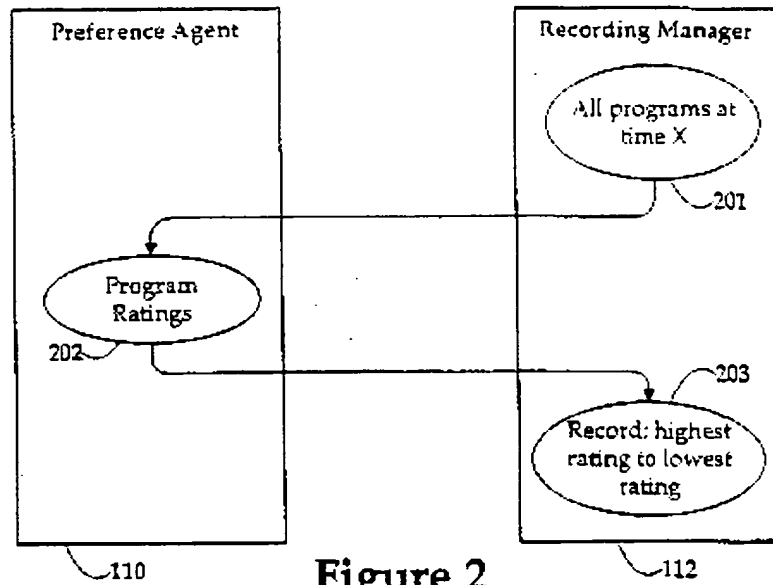 Preference Agent
Recording Manager
All programs at
time X
201
Program
Ratings
202
203
Record: highest
rating to lowest
rating
110
Figure 2
112